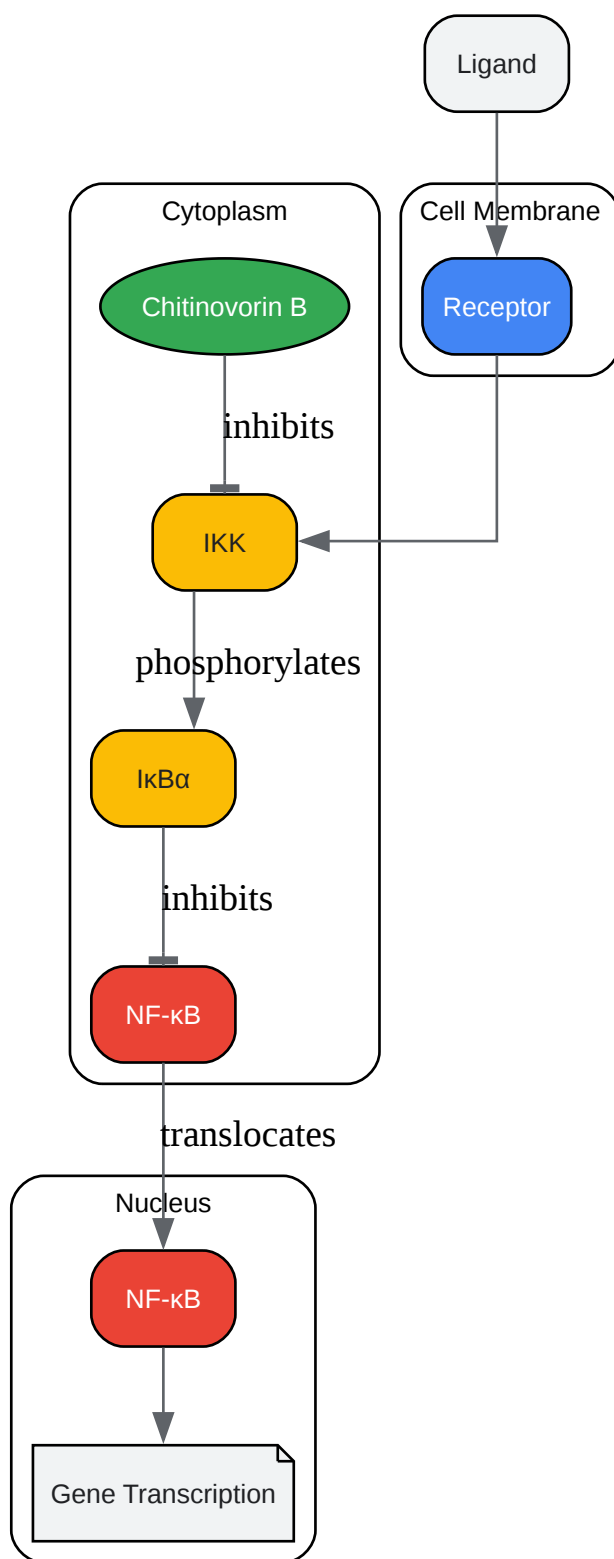 Ligand
Cytoplasm
Cell Membrane
Chitinovorin B
Receptor
inhibits
IKK
phosphorylates
IκBα
inhibits
NF-κB
translocates
Nucleus
NF-κB
Gene Transcription